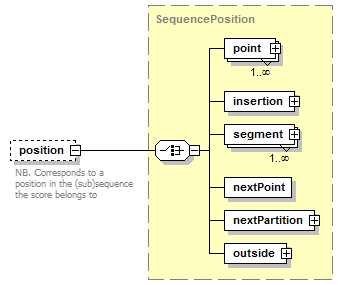 SequencePosition
point
1..∞
insertion
segment
1..∞
position
NB. Corresponds to a
position in the (sub)sequence
the score belongs to
nextPoint
nextPartition
outside